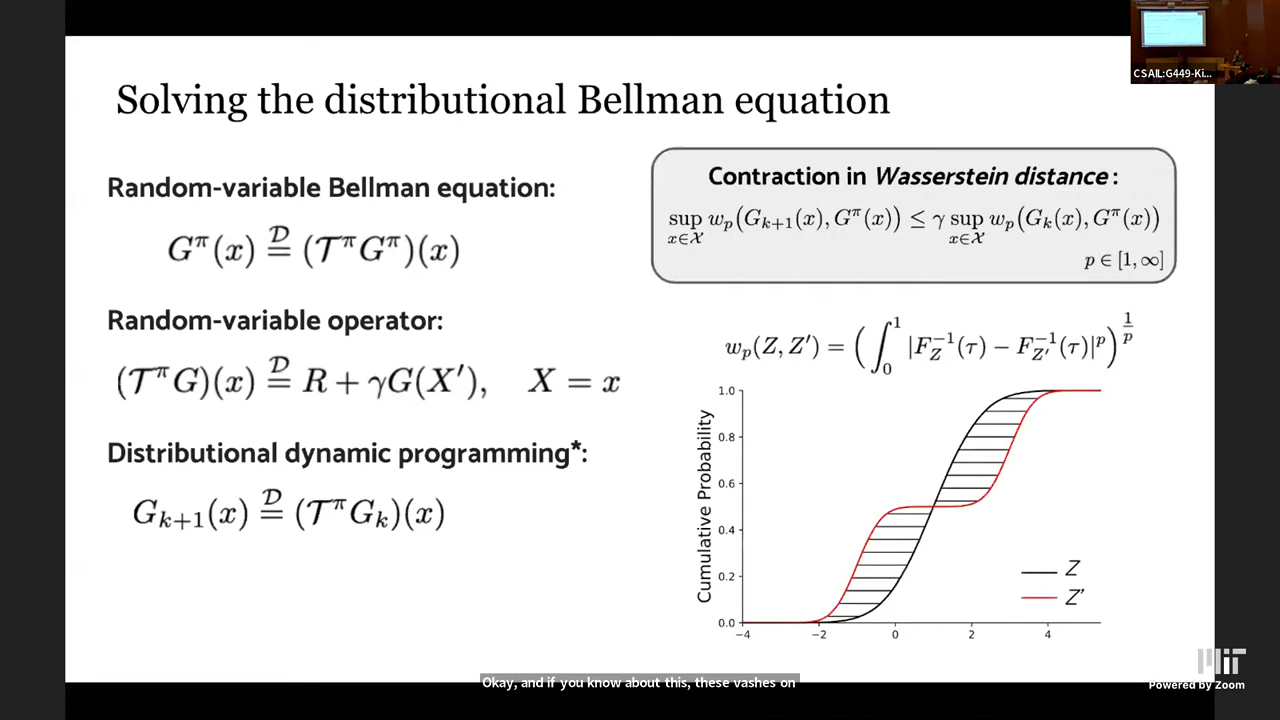 CSAIL:G449-Ki...
Solving the distributional Bellman equation
Random-variable Bellman equation:
G^π(x) =^𝒟 (𝒯^π G^π)(x)
Random-variable operator:
(𝒯^π G)(x) =^𝒟 R + γG(X′),   X = x
Distributional dynamic programming*:
G_{k+1}(x) =^𝒟 (𝒯^π G_k)(x)
Contraction in Wasserstein distance:
sup_{x∈𝒳} w_p(G_{k+1}(x), G^π(x)) ≤ γ sup_{x∈𝒳} w_p(G_k(x), G^π(x))
p ∈ [1, ∞]
w_p(Z, Z′) = (∫_0^1 |F_Z^{-1}(τ) − F_{Z′}^{-1}(τ)|^p)^{1/p}
Cumulative Probability
1.0
0.8
0.6
0.4
0.2
0.0
−4 −2 0 2 4
Z
Z'
Okay, and if you know about this, these vashes on
MIT
Powered by Zoom